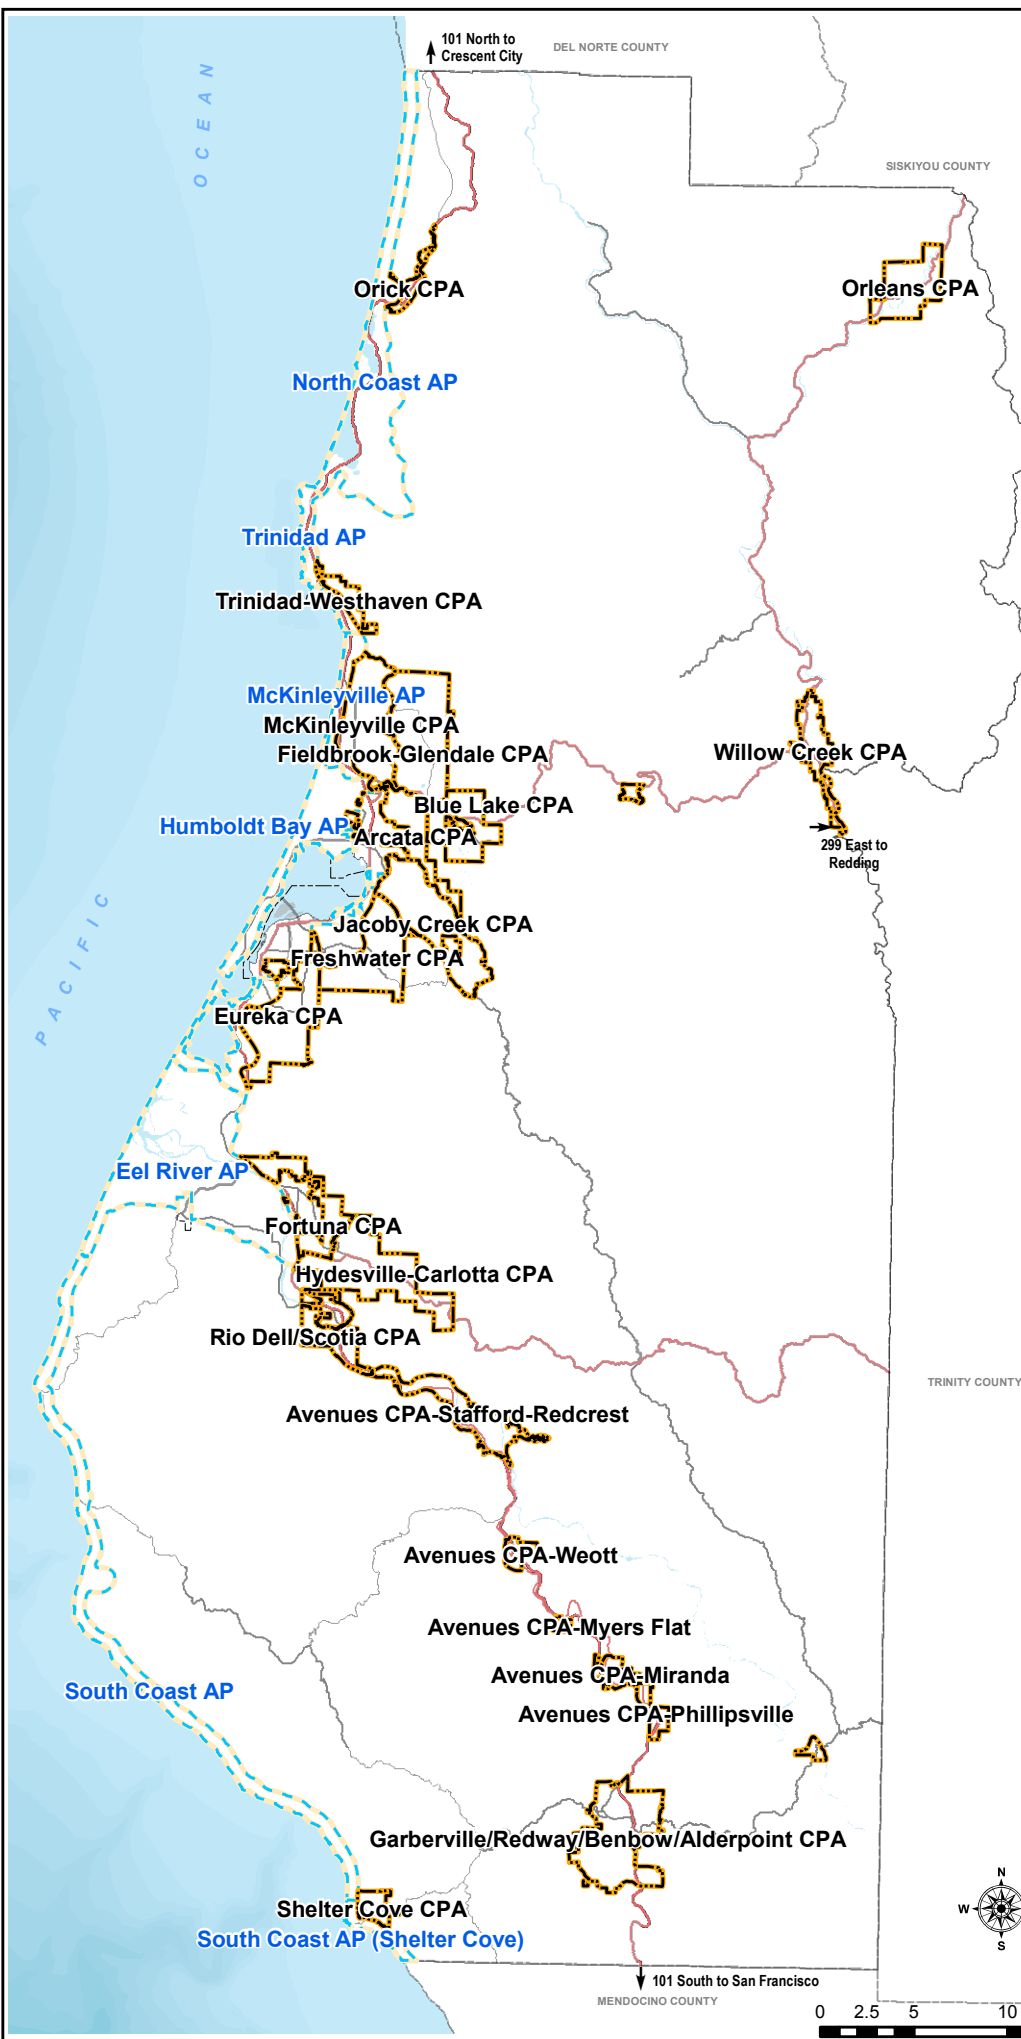 101 North to
Crescent City
DEL NORTE COUNTY
OCEAN
SISKIYOU COUNTY
Orick CPA
Orleans CPA
North Coast AP
Trinidad AP
Trinidad-Westhaven CPA
McKinleyville AP
McKinleyville CPA
Fieldbrook-Glendale CPA
Willow Creek CPA
Blue Lake CPA
Humboldt Bay AP
Arcata CPA
299 East to
Redding
PACIFIC
Jacoby Creek CPA
Freshwater CPA
Eureka CPA
Eel River AP
Fortuna CPA
Hydesville-Carlotta CPA
Rio Dell/Scotia CPA
TRINITY COUNTY
Avenues CPA-Stafford-Redcrest
Avenues CPA-Weott
Avenues CPA-Myers Flat
Avenues CPA-Miranda
South Coast AP
Avenues CPA-Phillipsville
Garberville/Redway/Benbow/Alderpoint CPA
Shelter Cove CPA
South Coast AP (Shelter Cove)
N
W
S
101 South to San Francisco
MENDOCINO COUNTY
0 2.5 5 10